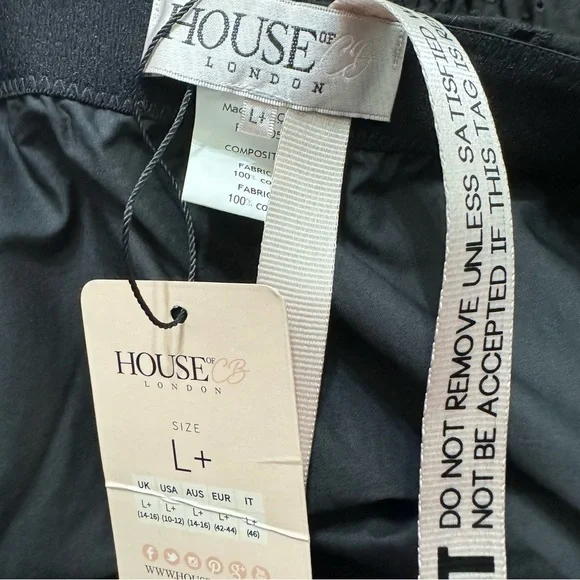 HOUSE OF CB
LONDON
L+
COMPOSIT
FABRIC
100% CO
FABRIC
100% CO
HOUSE OF CB
LONDON
SIZE
L+
UK USA AUS EUR IT
L+ L+ L+ L+ L+
(14-16) (10-12) (14-16) (42-44) (46)
WWW.HOUSE
DO NOT REMOVE UNLESS SATISFIED
NOT BE ACCEPTED IF THIS TAG IS